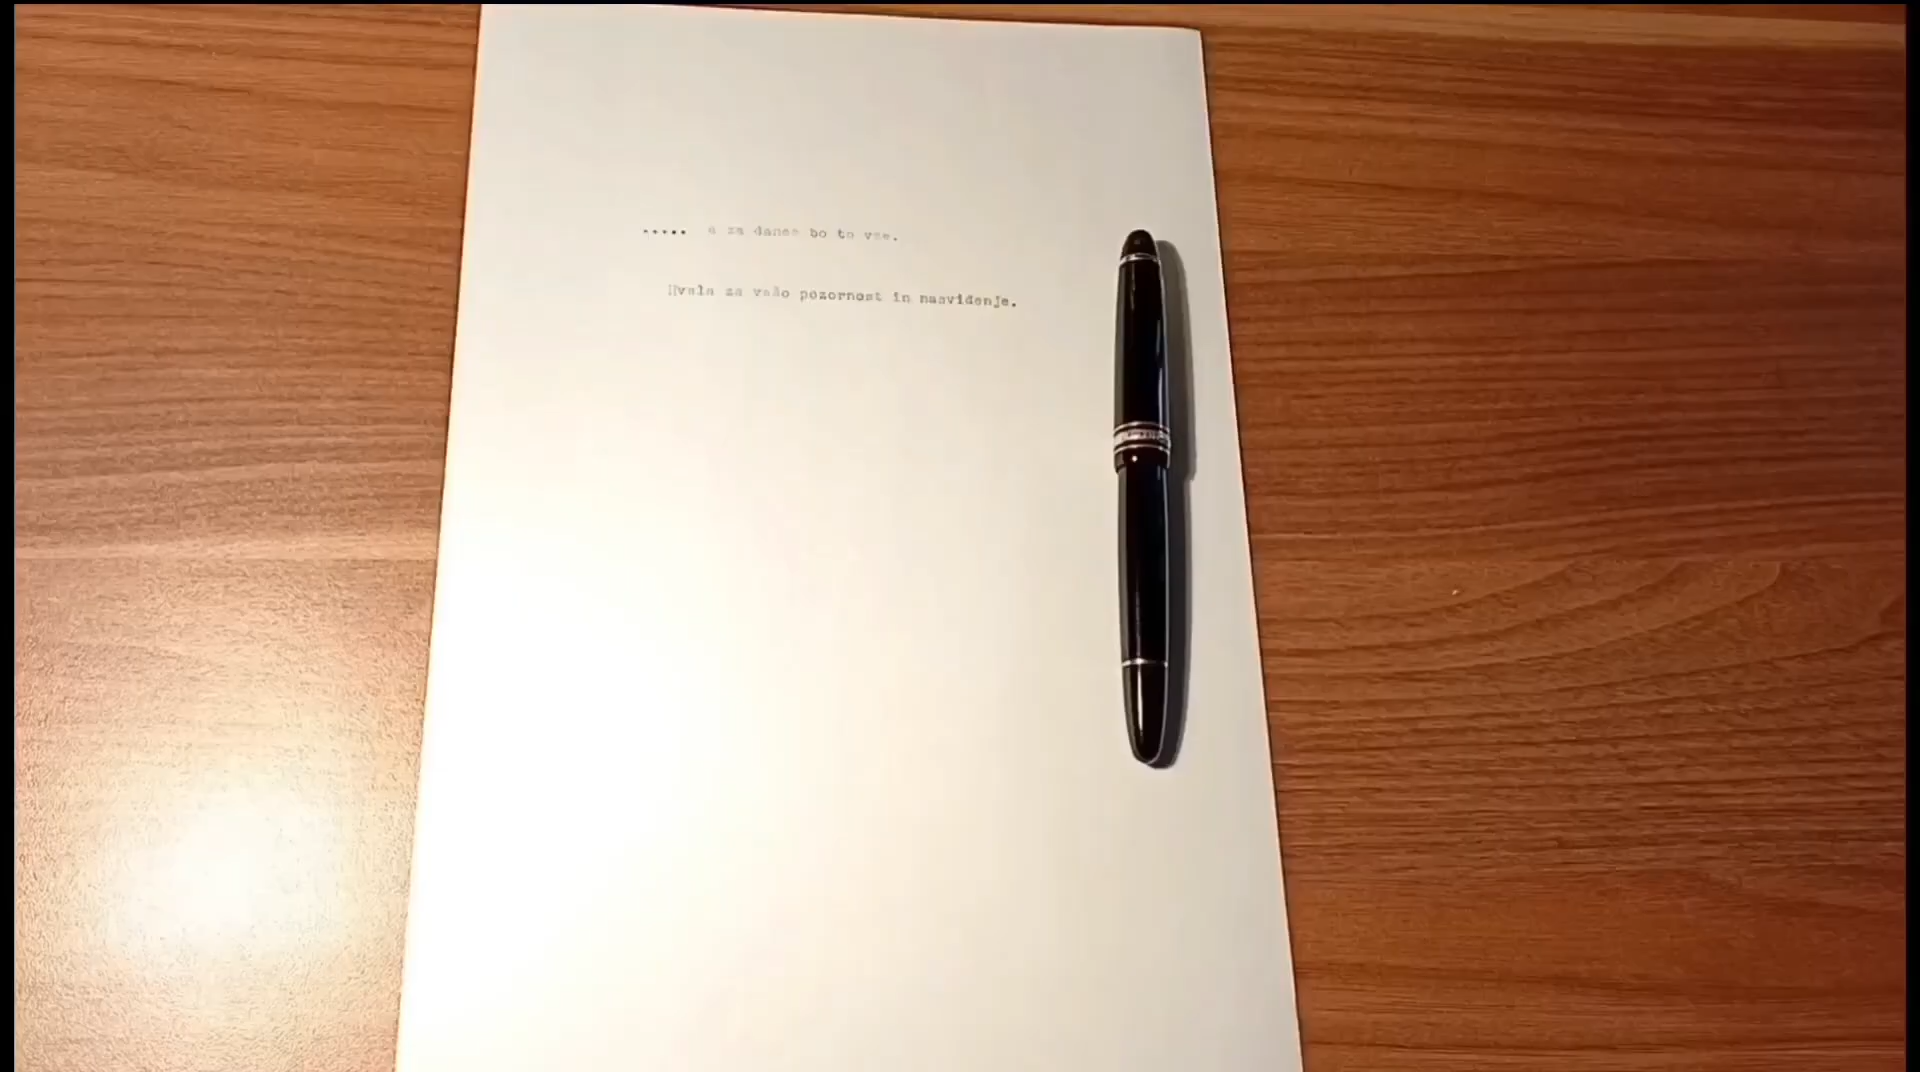 ..... a za danes bo to vse.
Hvala za vašo pozornost in nasvidenje.